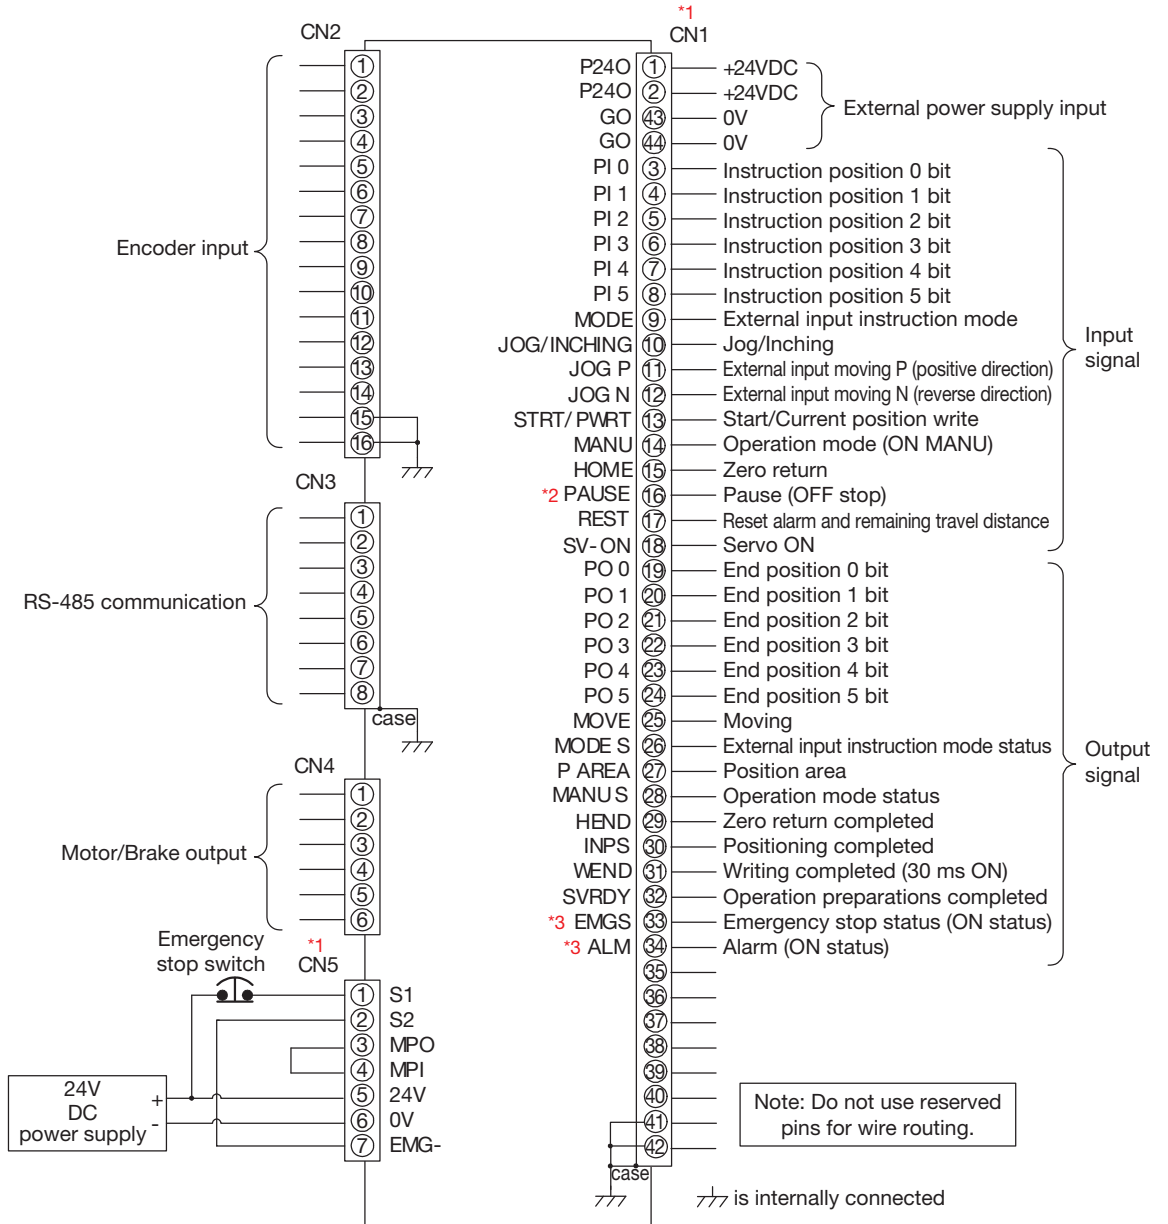 CN2
①
②
③
④
⑤
⑥
⑦
⑧
⑨
⑩
⑪
⑫
⑬
⑭
⑮
⑯
Encoder input
CN3
①
②
③
④
⑤
⑥
⑦
⑧
case
RS-485 communication
CN4
①
②
③
④
⑤
⑥
Motor/Brake output
Emergency
stop switch
*1
CN5
① S1
② S2
③ MPO
④ MPI
⑤ 24V
⑥ 0V
⑦ EMG-
24V
DC
power supply
+
-
*1
CN1
P24O ① +24VDC
P24O ② +24VDC
GO ㊸ 0V
GO ㊹ 0V
External power supply input
PI 0 ③ Instruction position 0 bit
PI 1 ④ Instruction position 1 bit
PI 2 ⑤ Instruction position 2 bit
PI 3 ⑥ Instruction position 3 bit
PI 4 ⑦ Instruction position 4 bit
PI 5 ⑧ Instruction position 5 bit
MODE ⑨ External input instruction mode
JOG/INCHING ⑩ Jog/Inching
JOG P ⑪ External input moving P (positive direction)
JOG N ⑫ External input moving N (reverse direction)
STRT/ PWRT ⑬ Start/Current position write
MANU ⑭ Operation mode (ON MANU)
HOME ⑮ Zero return
*2 PAUSE ⑯ Pause (OFF stop)
REST ⑰ Reset alarm and remaining travel distance
SV-ON ⑱ Servo ON
Input
signal
PO 0 ⑲ End position 0 bit
PO 1 ⑳ End position 1 bit
PO 2 ㉑ End position 2 bit
PO 3 ㉒ End position 3 bit
PO 4 ㉓ End position 4 bit
PO 5 ㉔ End position 5 bit
MOVE ㉕ Moving
MODE S ㉖ External input instruction mode status
P AREA ㉗ Position area
MANU S ㉘ Operation mode status
HEND ㉙ Zero return completed
INPS ㉚ Positioning completed
WEND ㉛ Writing completed (30 ms ON)
SVRDY ㉜ Operation preparations completed
*3 EMGS ㉝ Emergency stop status (ON status)
*3 ALM ㉞ Alarm (ON status)
Output
signal
㉟
㊱
㊲
㊳
㊴
㊵
㊶
㊷
case
Note: Do not use reserved
pins for wire routing.
is internally connected